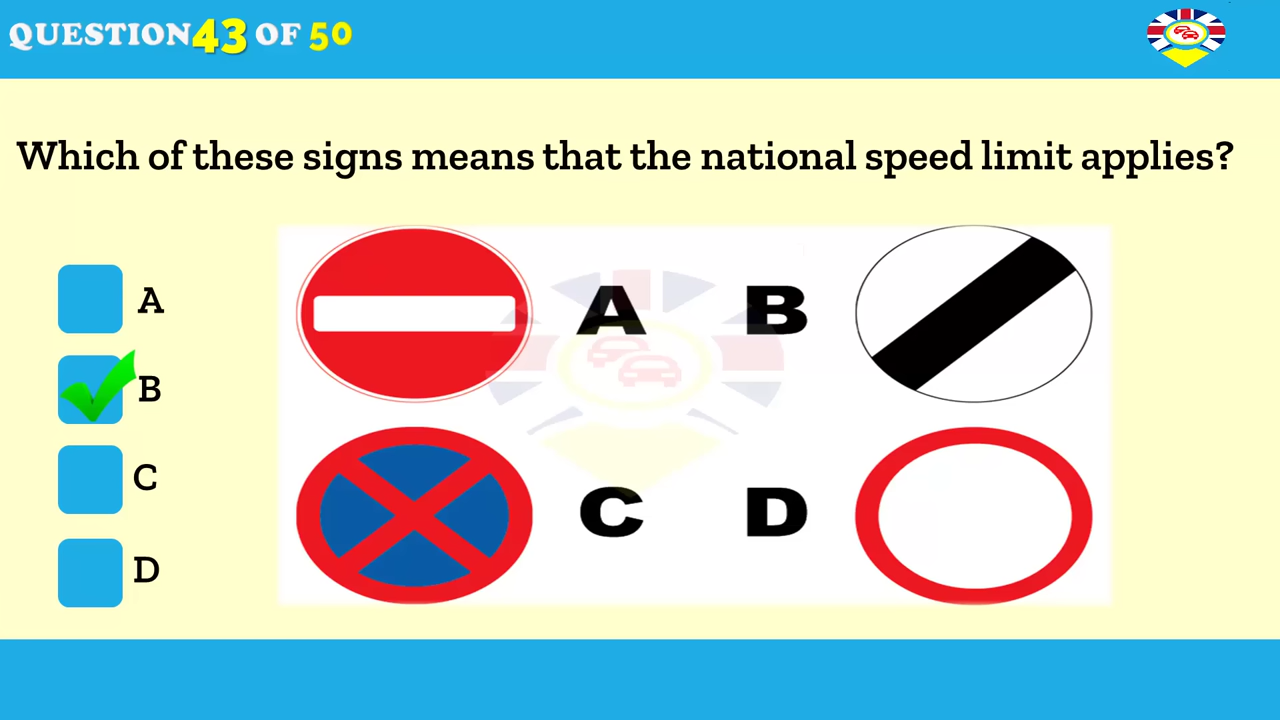 QUESTION 43 OF 50
Which of these signs means that the national speed limit applies?
A
B
C
D
A B
C D